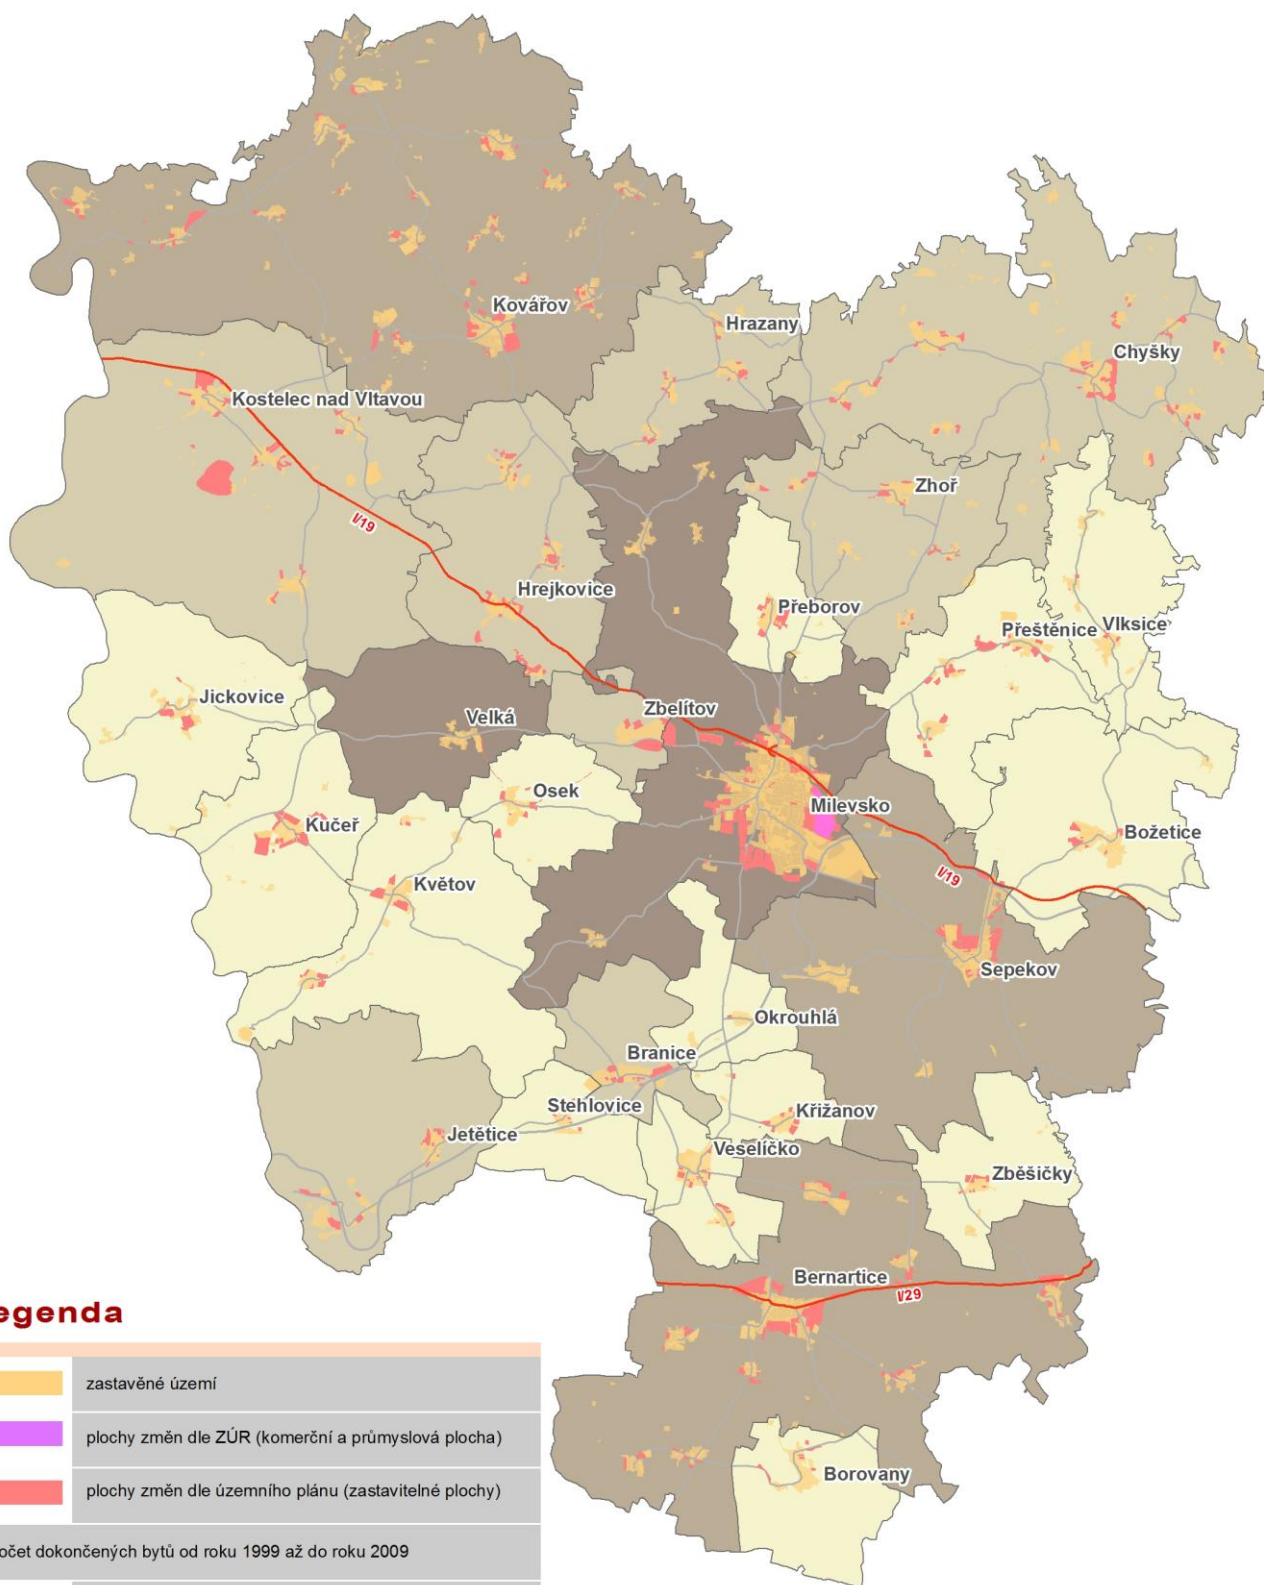 Kovářov
Hrazany
Chyšky
Kostelec nad Vltavou
Zhoř
I/19
Hrejkovice
Přeborov
Přeštěnice
Vlksice
Jickovice
Velká
Zbelítov
Osek
Milevsko
Kučeř
Božetice
Květov
I/19
Sepekov
Okrouhlá
Branice
Stehlovice
Křižanov
Jetětice
Veselíčko
Zběšičky
Bernartice
I/29
egenda
zastavěné území
plochy změn dle ZÚR (komerční a průmyslová plocha)
Borovany
plochy změn dle územního plánu (zastavitelné plochy)
očet dokončených bytů od roku 1999 až do roku 2009